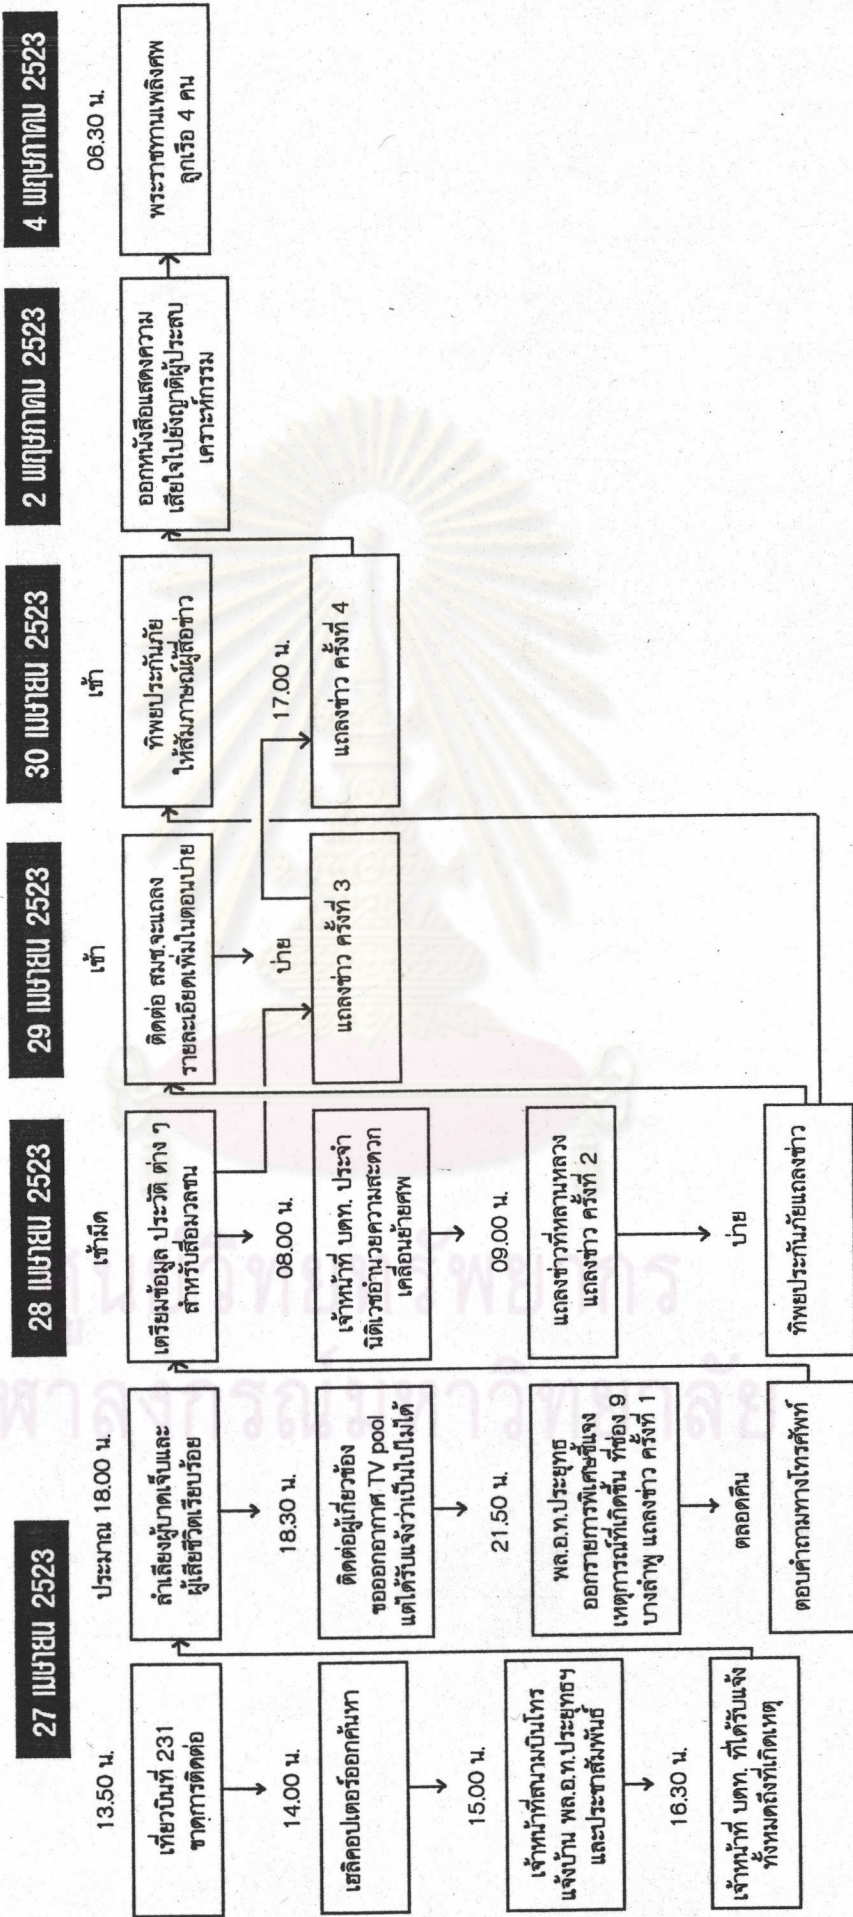 27 เมษายน 2523
13.50 น.
เที่ยวบินที่ 231
ขาดการติดต่อ
14.00 น.
เฮลิคอปเตอร์ออกค้นหา
15.00 น.
เจ้าหน้าที่สนามบินโทร
แจ้งบ้าน พล.อ.ท.ประยุทธฯ
และประชาสัมพันธ์
16.30 น.
เจ้าหน้าที่ บดท. ที่ได้รับแจ้ง
ทั้งหมดถึงที่เกิดเหตุ
ประมาณ 18.00 น.
ลำเลียงผู้บาดเจ็บและ
ผู้เสียชีวิตเรียบร้อย
18.30 น.
ติดต่อผู้เกี่ยวข้อง
ขอออกอากาศ TV pool
แต่ได้รับแจ้งว่าเป็นไปไม่ได้
21.50 น.
พล.อ.ท.ประยุทธ
ออกรายการพิเศษชี้แจง
เหตุการณ์ที่เกิดขึ้น ที่ช่อง 9
บางลำพู แถลงข่าว ครั้งที่ 1
ตลอดคืน
ตอบคำถามทางโทรศัพท์
28 เมษายน 2523
เช้ามืด
เตรียมข้อมูล ประวัติ ต่าง ๆ
สำหรับสื่อมวลชน
08.00 น.
เจ้าหน้าที่ บดท. ประจำ
นิติเวชอำนวยความสะดวก
เคลื่อนย้ายศพ
09.00 น.
แถลงข่าวที่หลานหลวง
แถลงข่าว ครั้งที่ 2
บ่าย
ทิพยประกันภัยแถลงข่าว
29 เมษายน 2523
เช้า
ติดต่อ สมช.จะแถลง
รายละเอียดเพิ่มในตอนบ่าย
บ่าย
แถลงข่าว ครั้งที่ 3
30 เมษายน 2523
เช้า
ทิพยประกันภัย
ให้สัมภาษณ์ผู้สื่อข่าว
17.00 น.
แถลงข่าว ครั้งที่ 4
2 พฤษภาคม 2523
ออกหนังสือแสดงความ
เสียใจไปยังญาติผู้ประสบ
เคราะห์กรรม
4 พฤษภาคม 2523
06.30 น.
พระราชทานเพลิงศพ
ลูกเรือ 4 คน
ศูนย์วิทยทรัพยากร
จุฬาลงกรณ์มหาวิทยาลัย